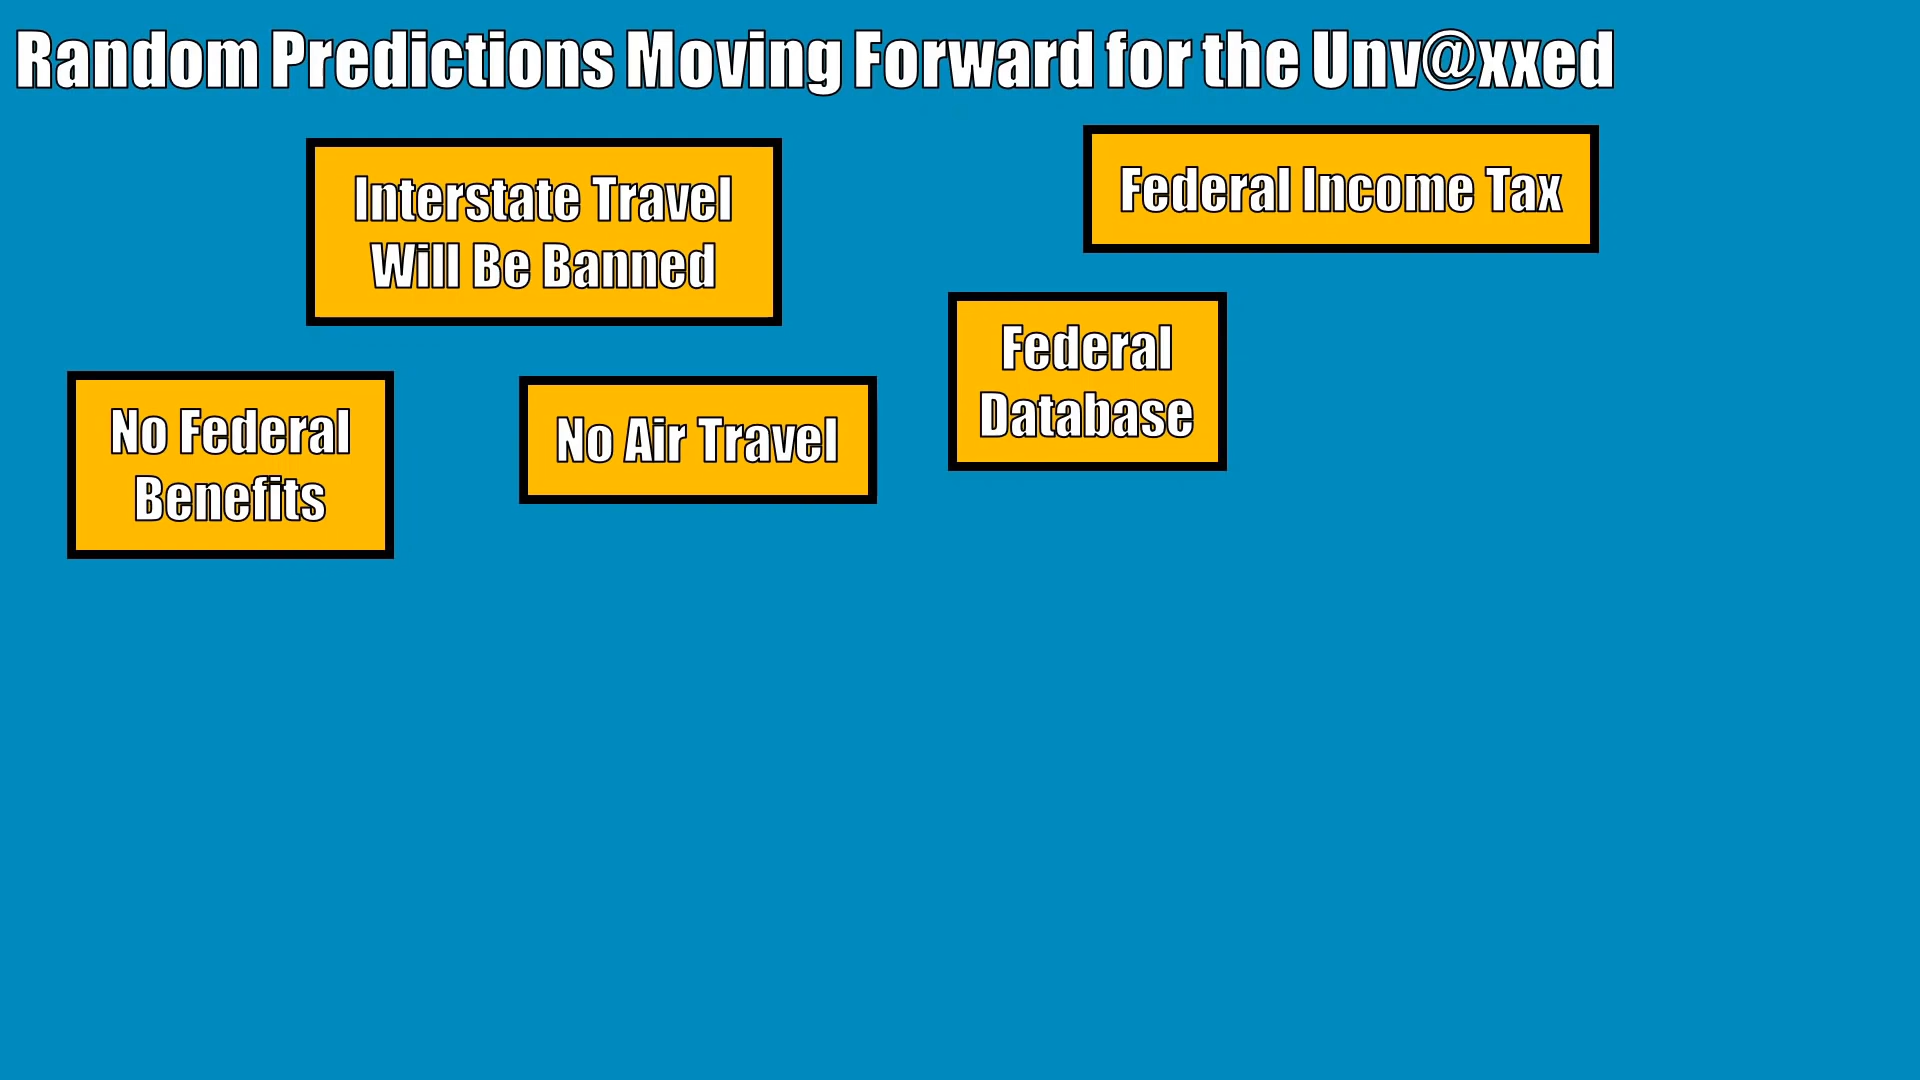 Random Predictions Moving Forward for the Unv@xxed
Interstate Travel
Will Be Banned
Federal Income Tax
Federal
Database
No Federal
Benefits
No Air Travel